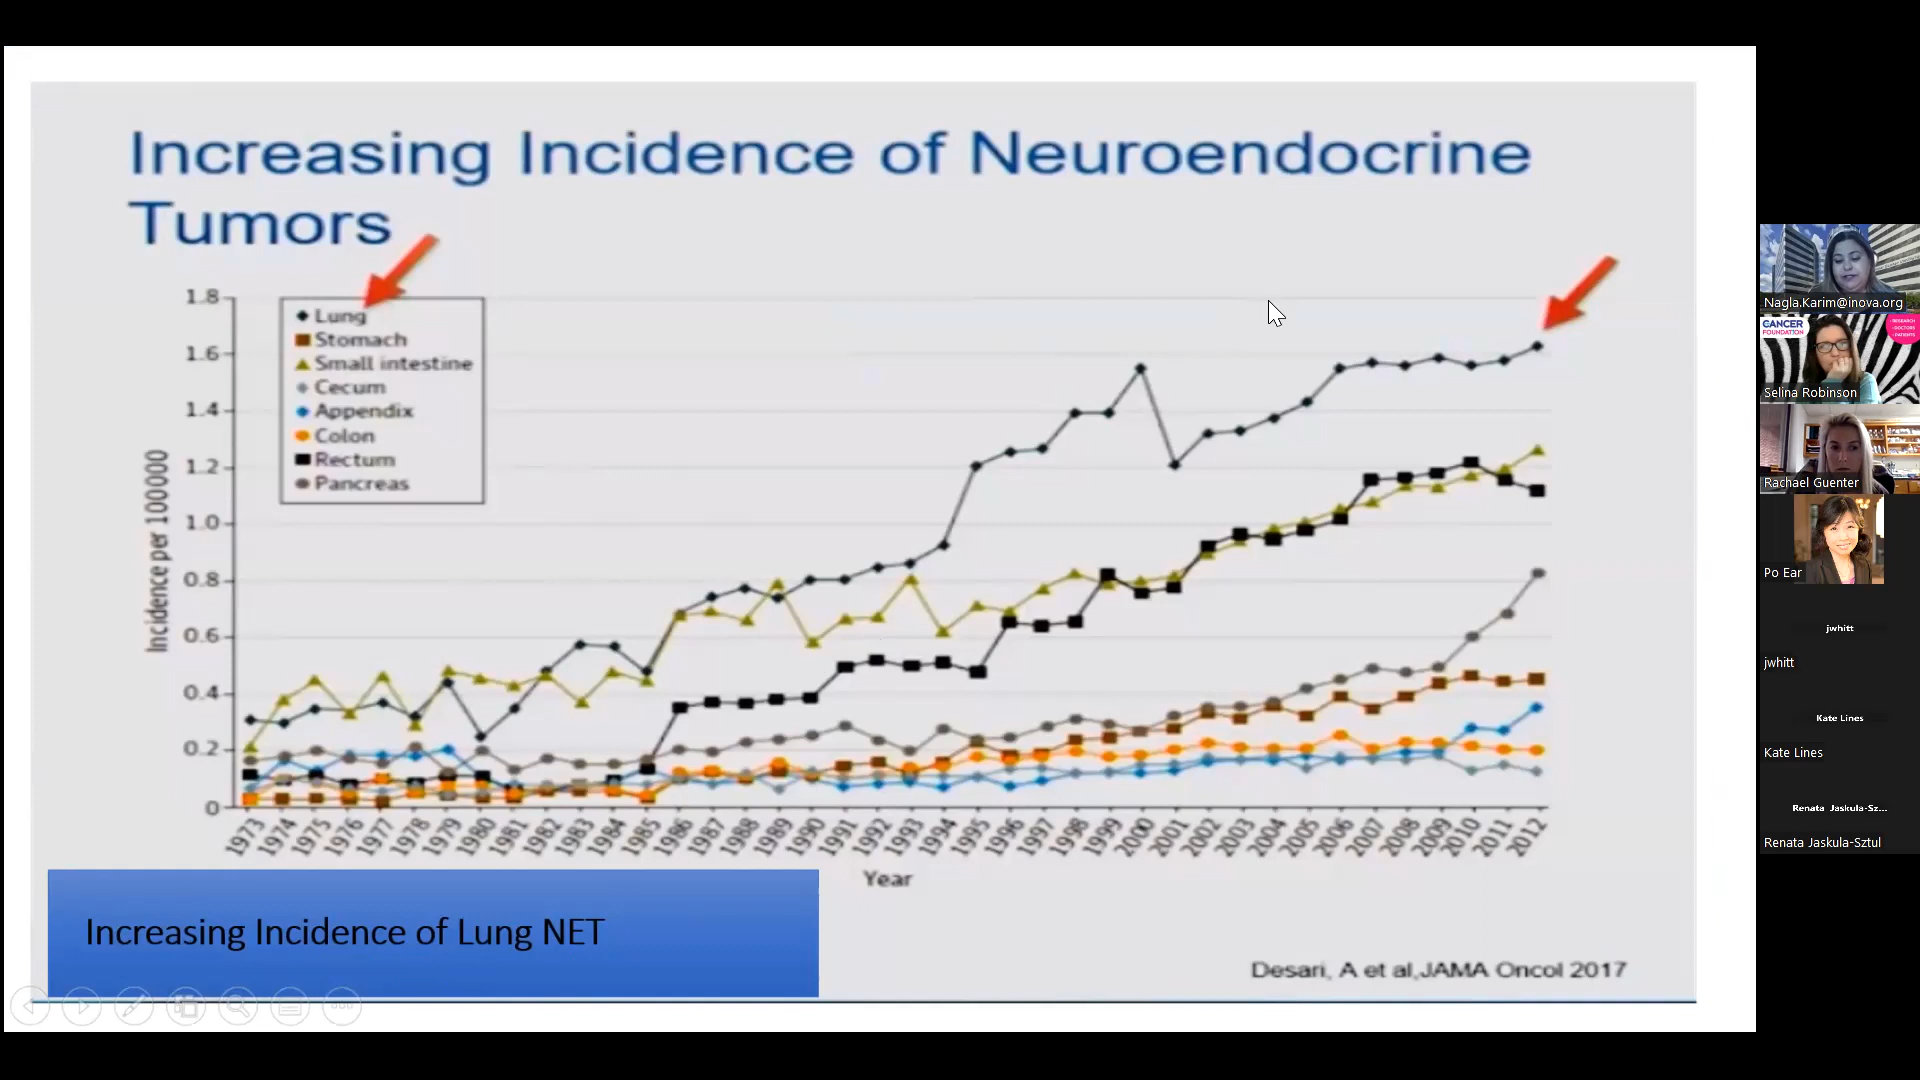 Increasing Incidence of Neuroendocrine
Tumors
1.8
1.6
1.4
1.2
1.0
0.8
0.6
0.4
0.2
0
Incidence per 100000
Lung
Stomach
Small intestine
Cecum
Appendix
Colon
Rectum
Pancreas
1973 1974 1975 1976 1977 1978 1979 1980 1981 1982 1983 1984 1985 1986 1987 1988 1989 1990 1991 1992 1993 1994 1995 1996 1997 1998 1999 2000 2001 2002 2003 2004 2005 2006 2007 2008 2009 2010 2011 2012
Year
Increasing Incidence of Lung NET
Desari, A et al,JAMA Oncol 2017
Nagla.Karim@inova.org
CANCER
FOUNDATION
RESEARCH
DOCTORS
PATIENTS
Selina Robinson
Rachael Guenter
Po Ear
jwhitt
jwhitt
Kate Lines
Kate Lines
Renata Jaskula-Sz...
Renata Jaskula-Sztul